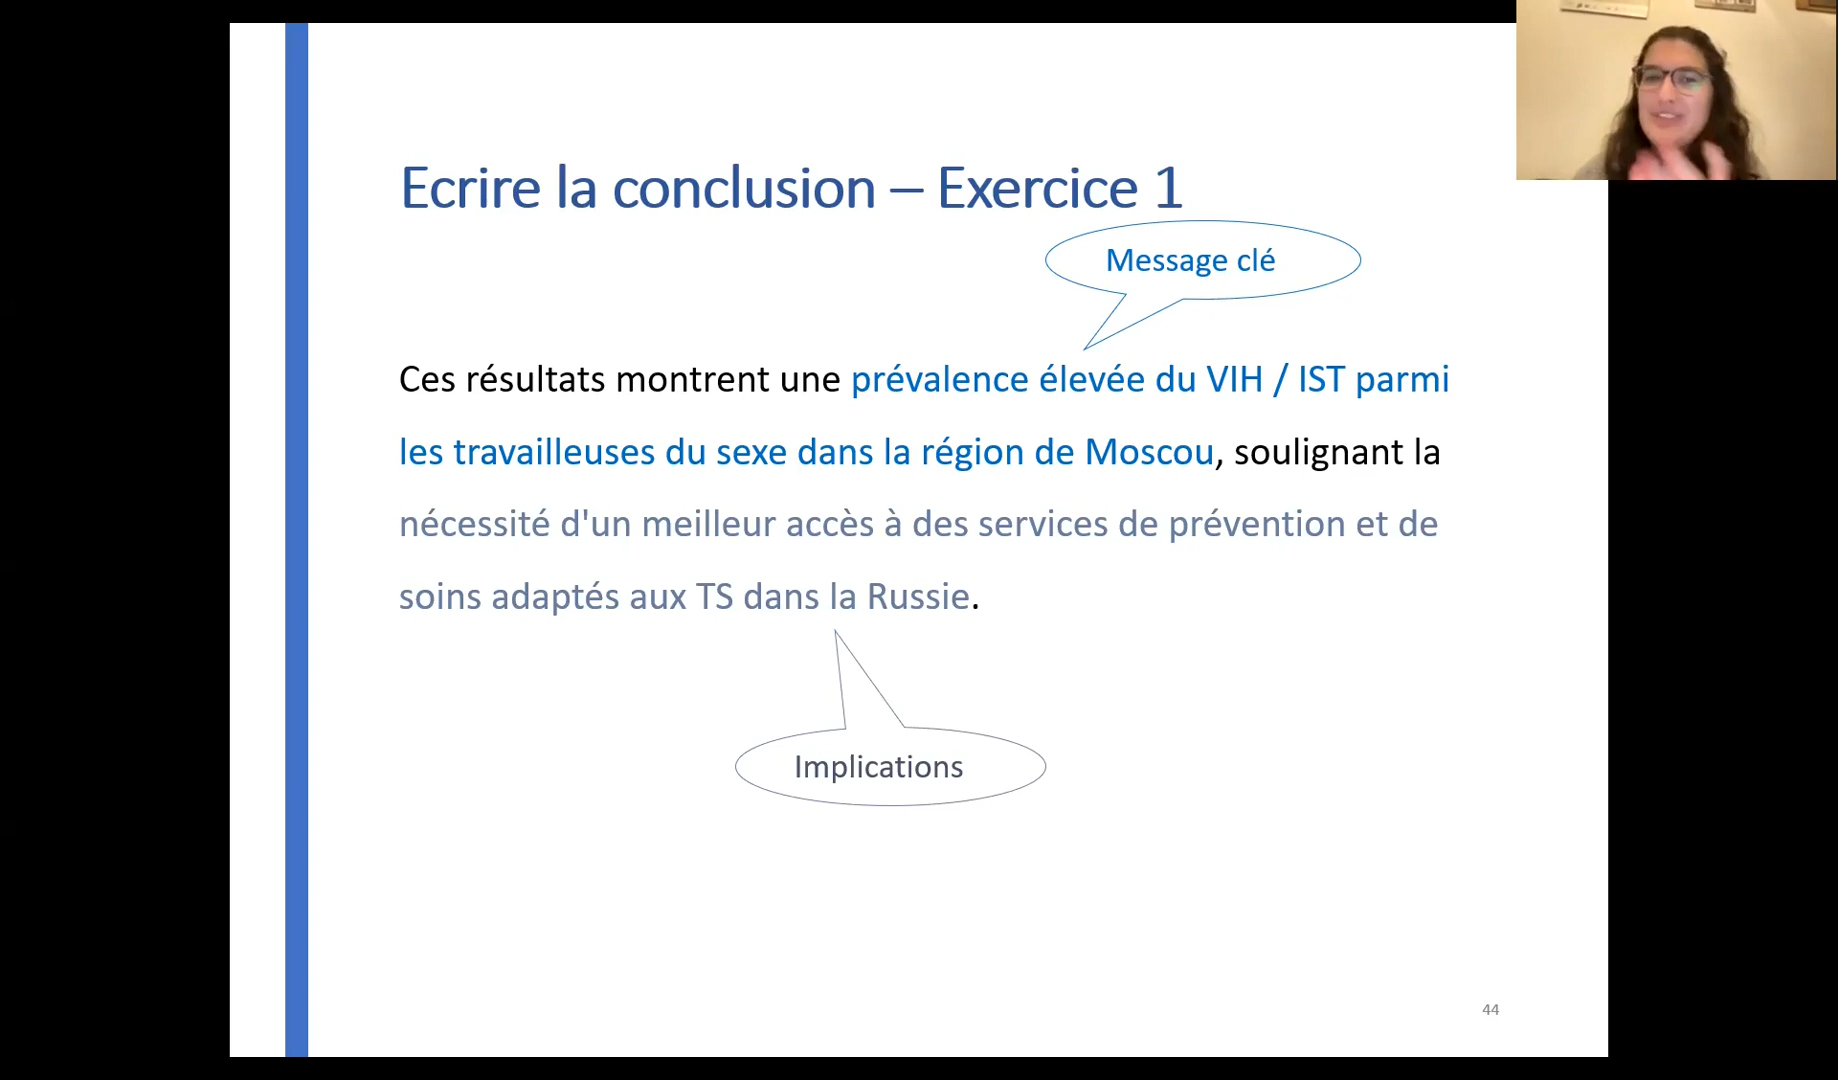 Ecrire la conclusion – Exercice 1
Message clé
Ces résultats montrent une prévalence élevée du VIH / IST parmi
les travailleuses du sexe dans la région de Moscou, soulignant la
nécessité d'un meilleur accès à des services de prévention et de
soins adaptés aux TS dans la Russie.
Implications
44